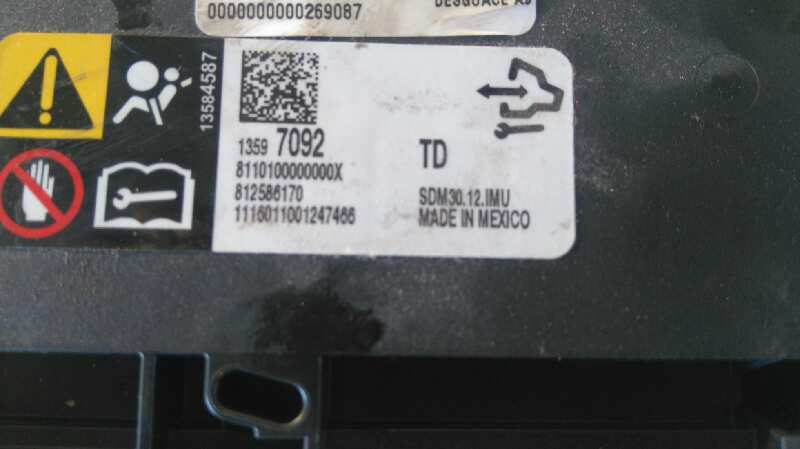 0000000000269087
13584587
1359 7092
TD
8110100000000X
812586170
SDM30.12.IMU
1116011001247466
MADE IN MEXICO